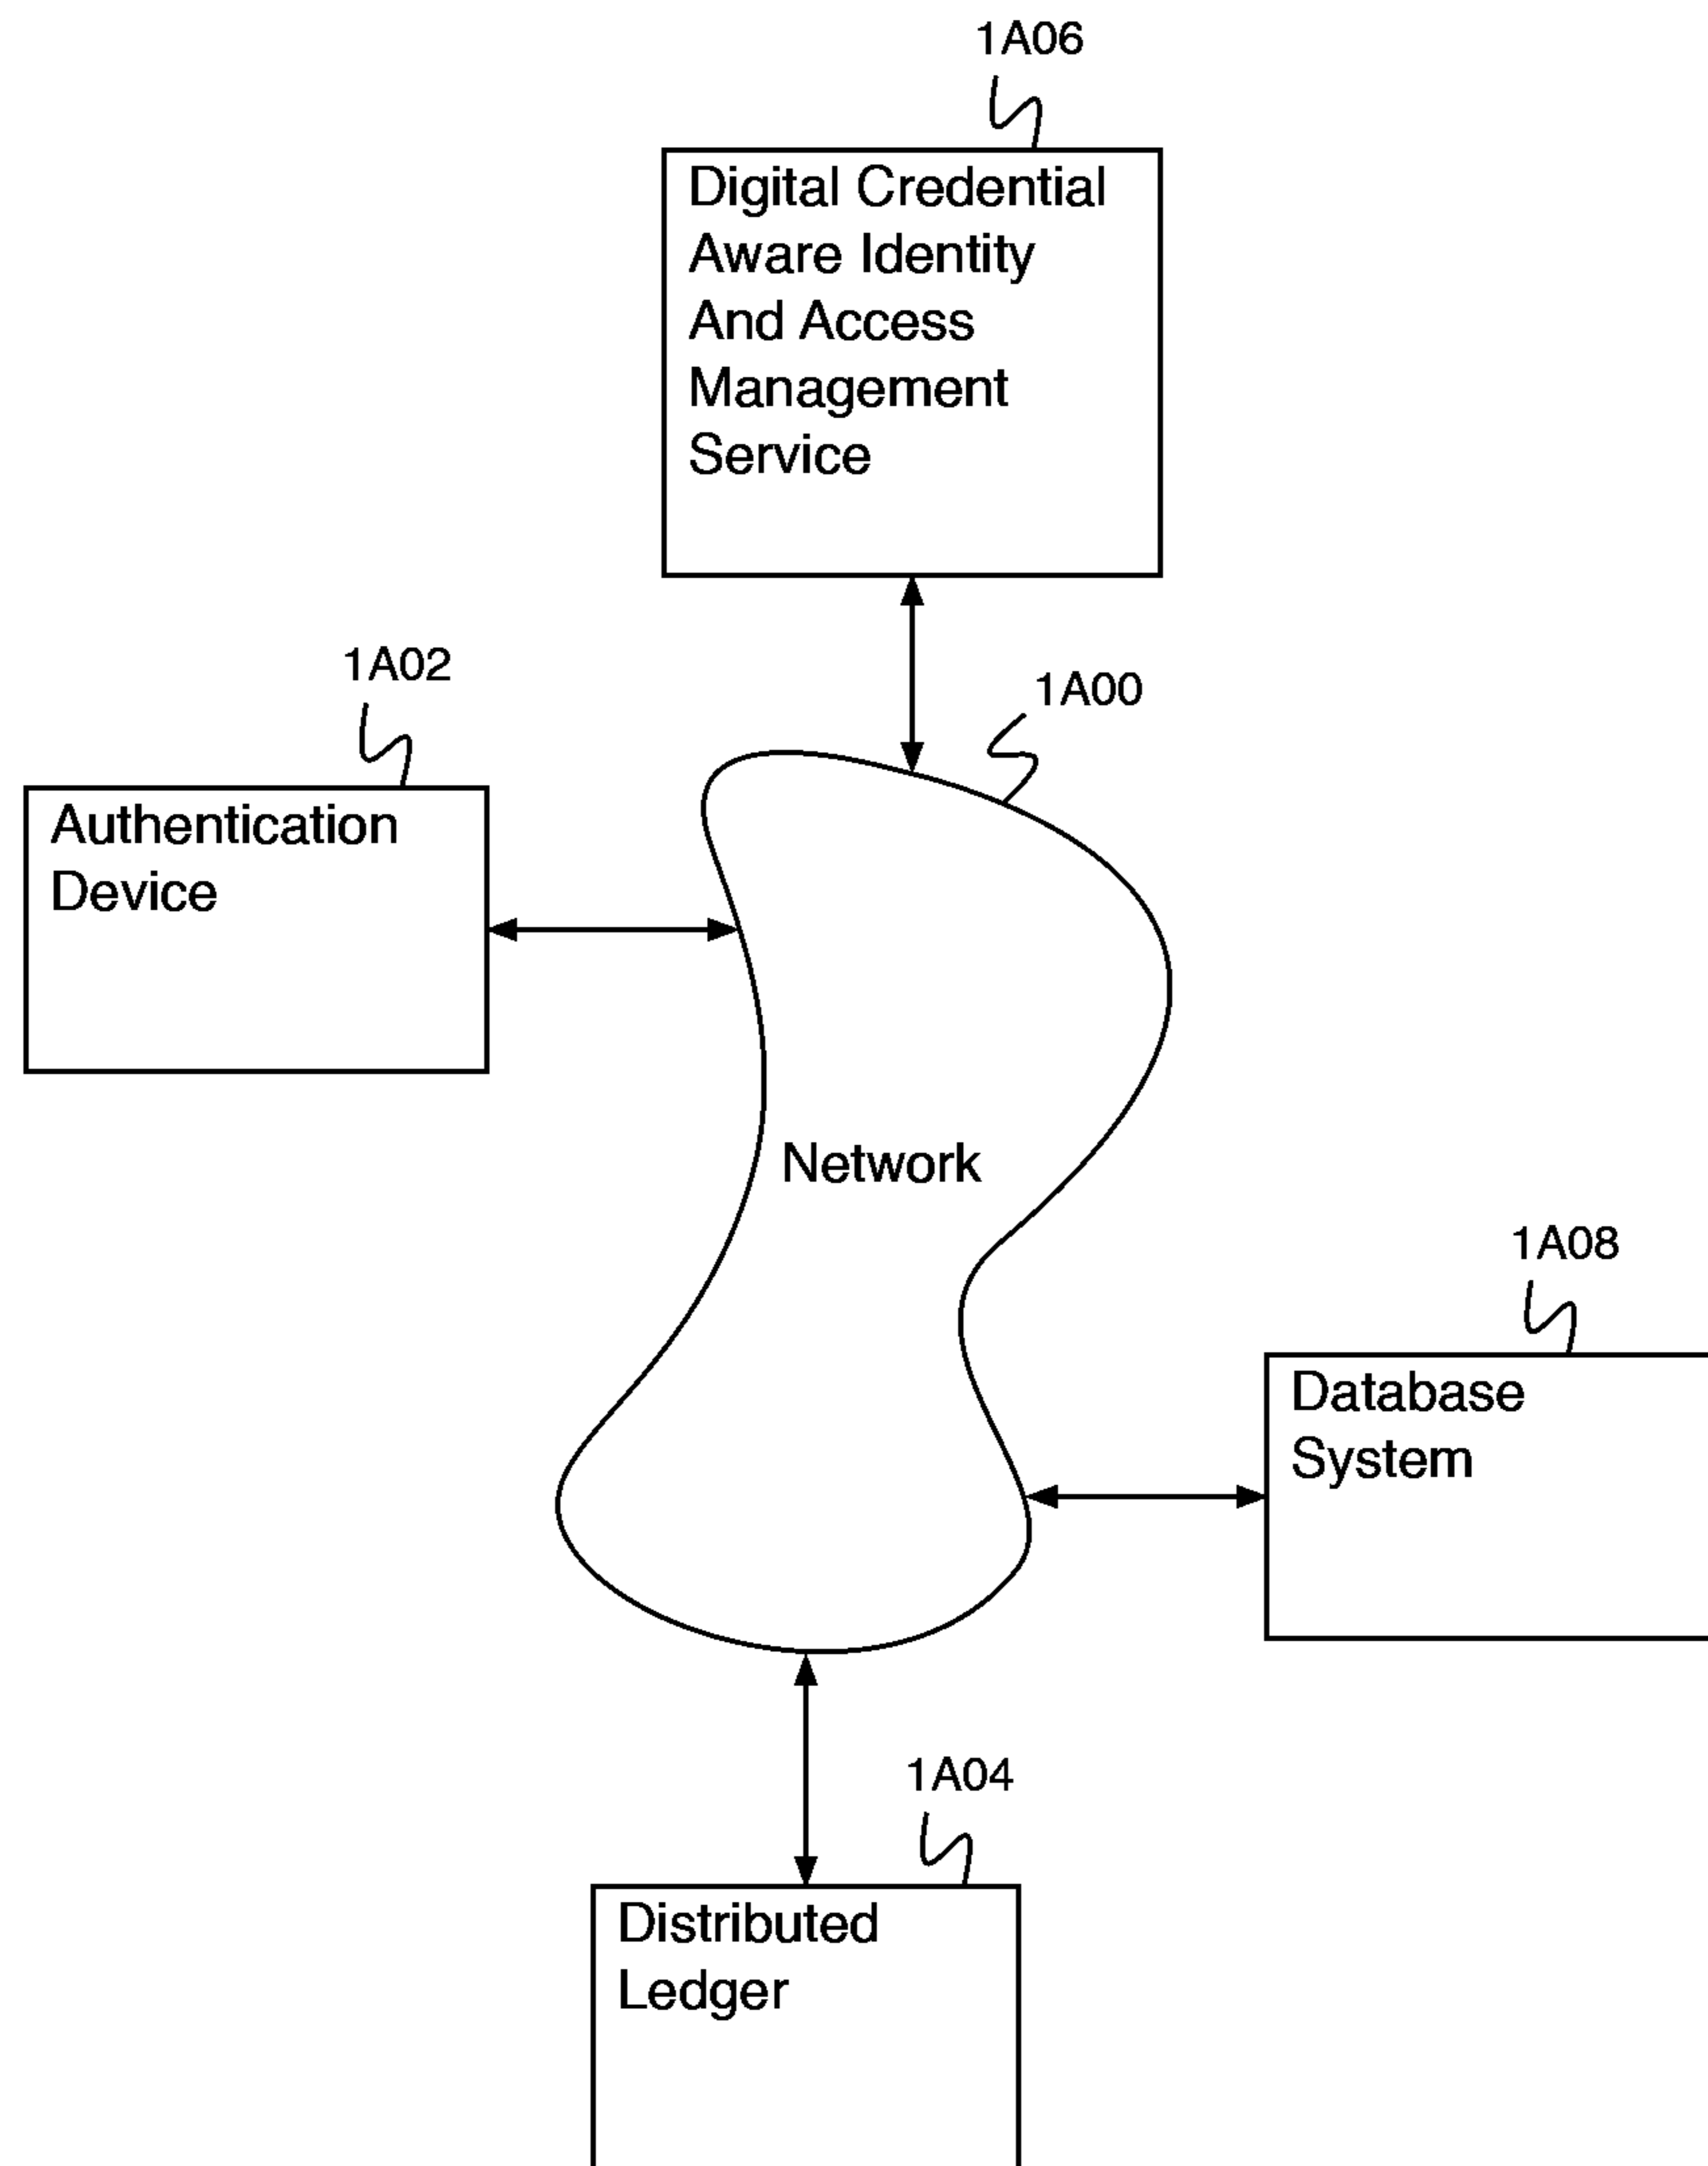 1A06
Digital Credential
Aware Identity
And Access
Management
Service
1A02
1A00
Authentication
Device
Network
1A08
Database
System
1A04
Distributed
Ledger